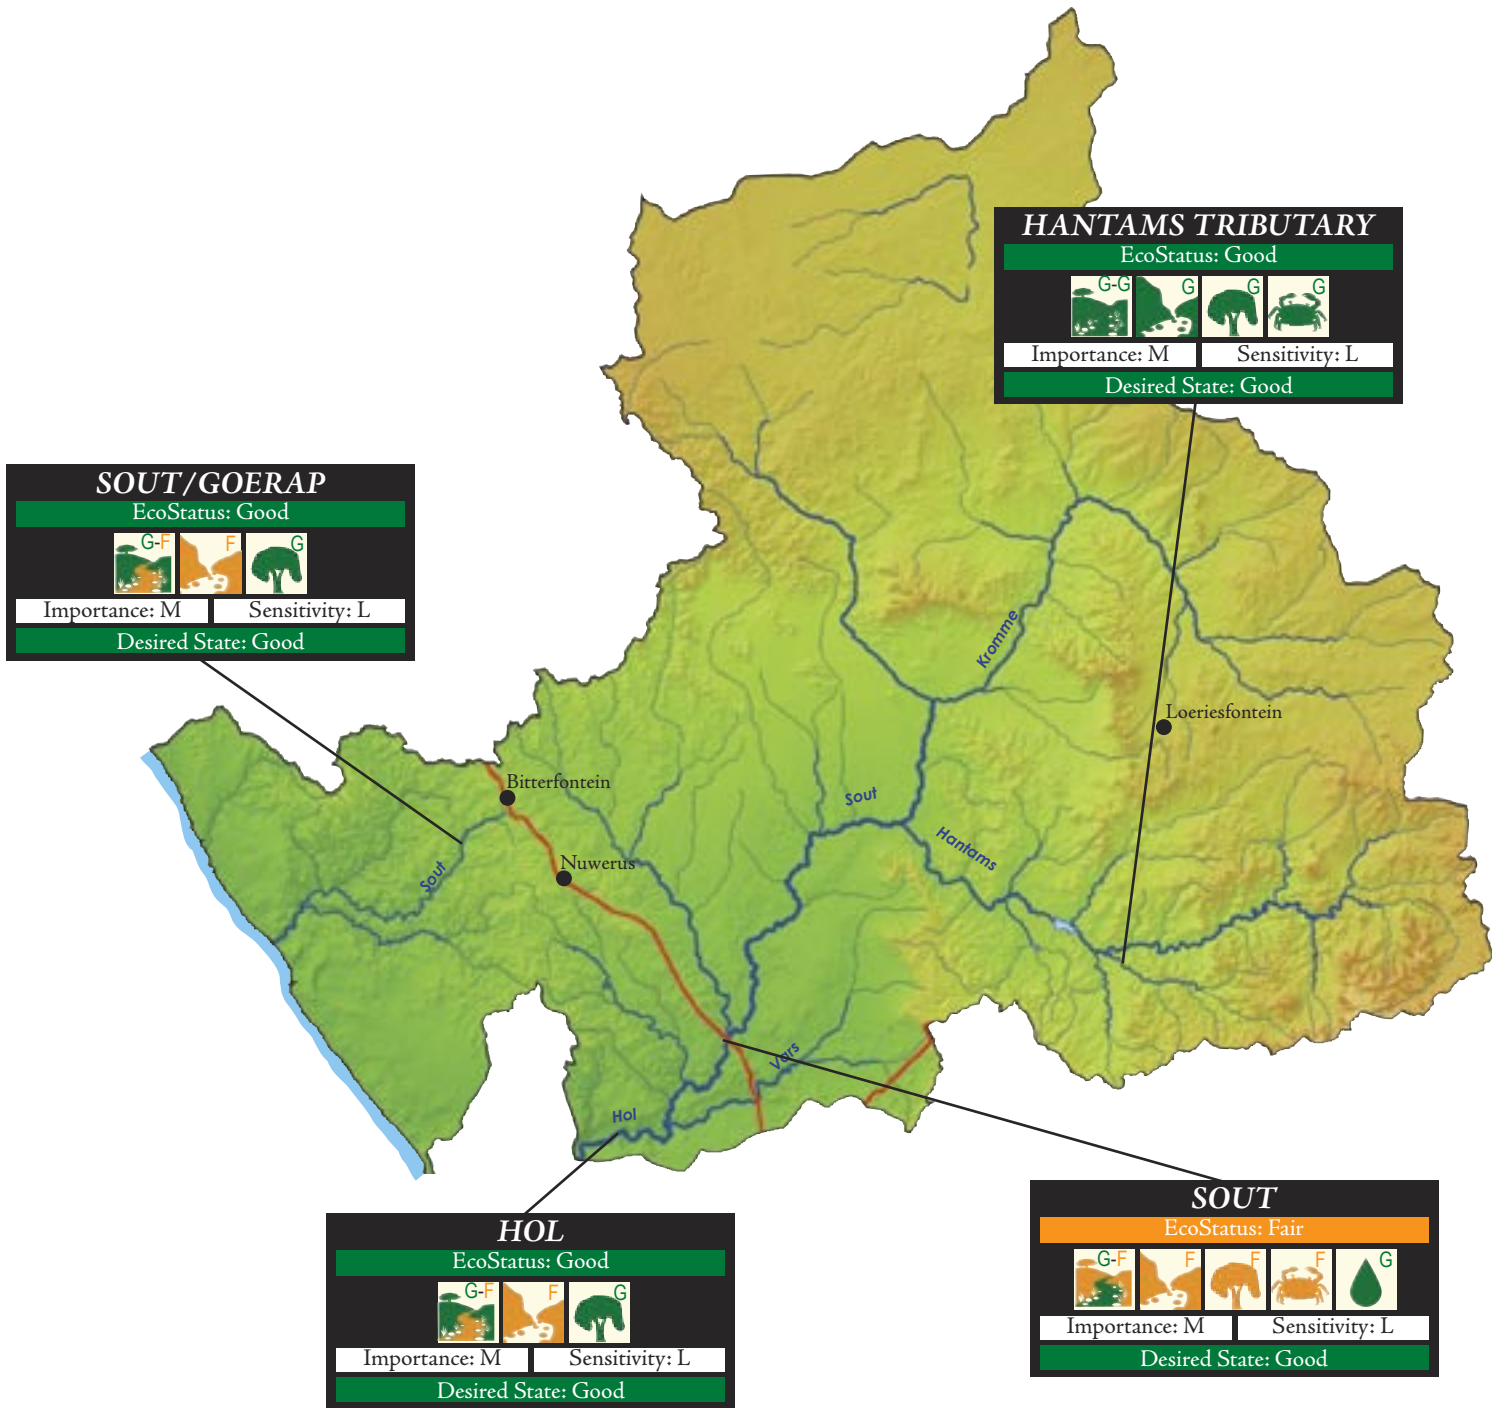 HANTAMS TRIBUTARY
EcoStatus: Good
G-G G G G
Importance: M Sensitivity: L
Desired State: Good
SOUT/GOERAP
EcoStatus: Good
G-F F G
Importance: M Sensitivity: L
Desired State: Good
Kromme
Loeriesfontein
Bitterfontein
Sout
Hantams
Nuwerus
Sout
Vars
Hol
SOUT
EcoStatus: Fair
G-F F F F G
Importance: M Sensitivity: L
Desired State: Good
HOL
EcoStatus: Good
G-F F G
Importance: M Sensitivity: L
Desired State: Good